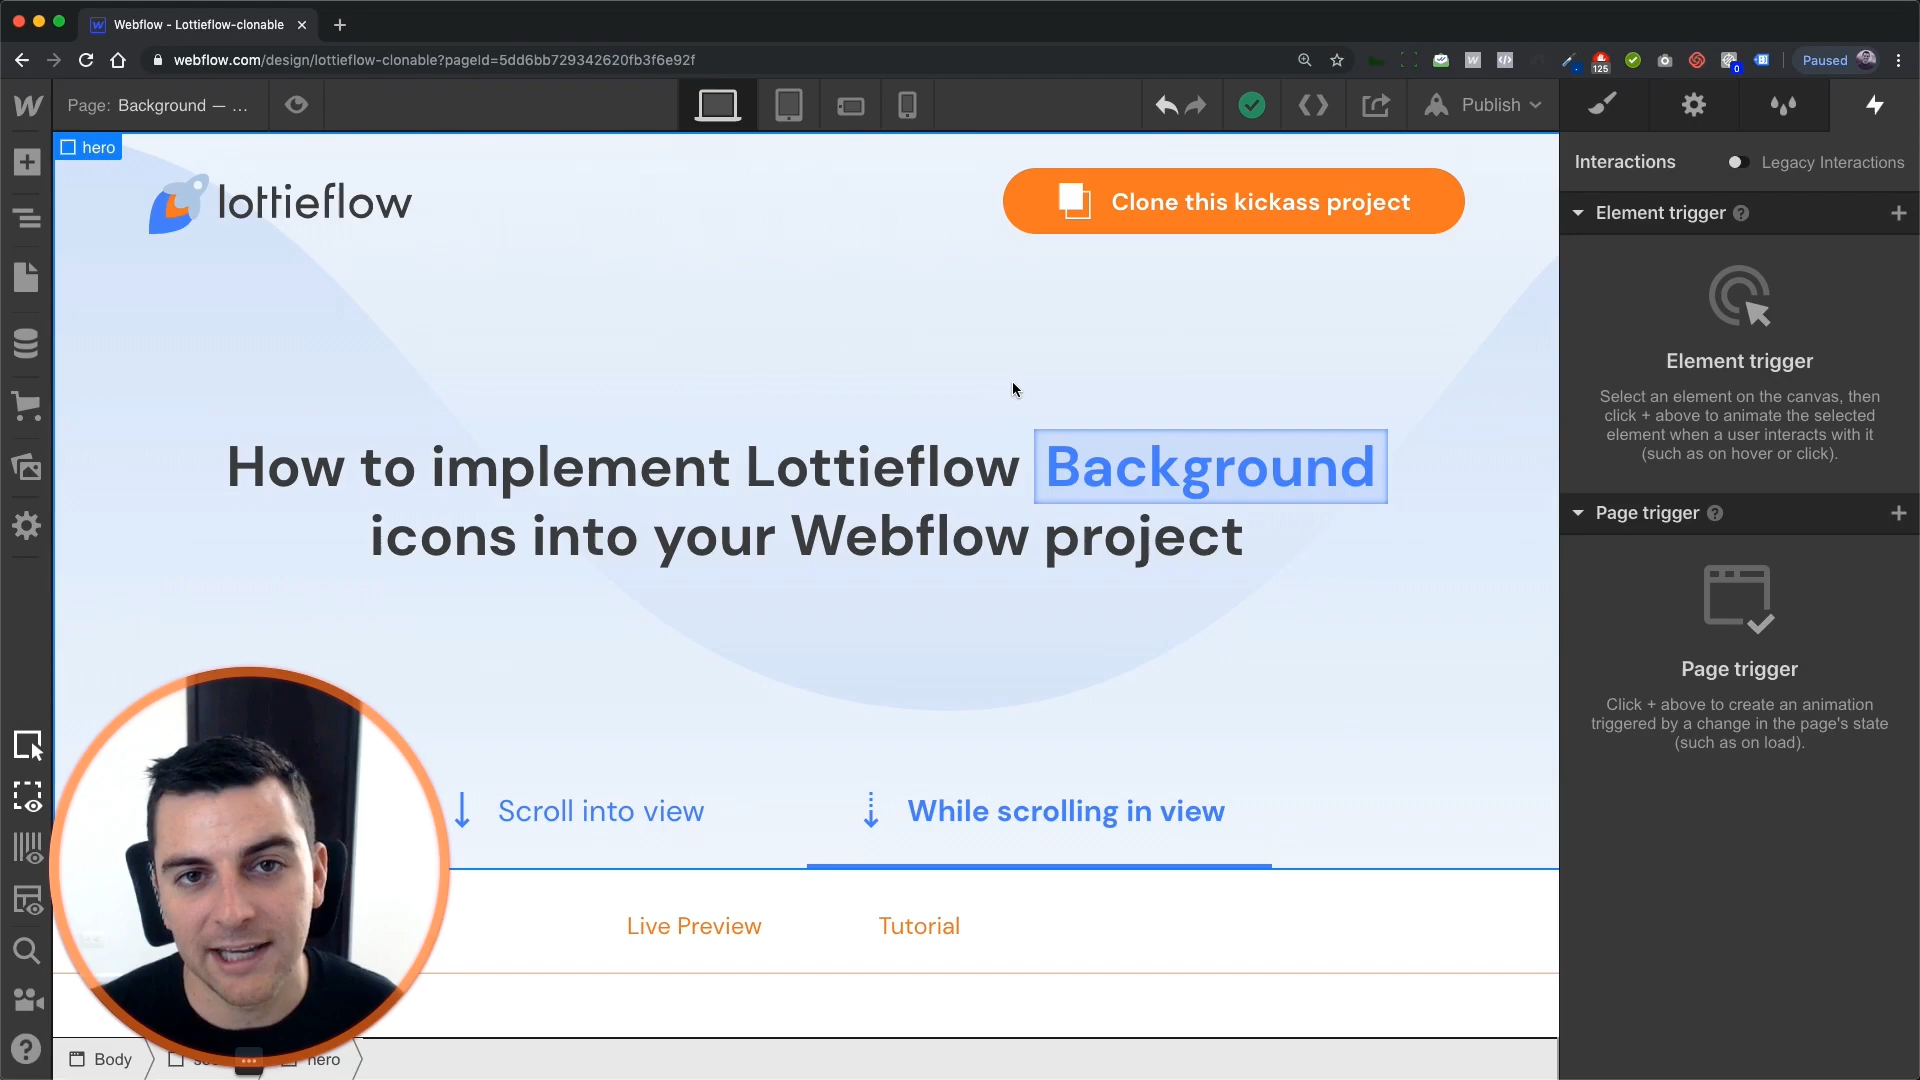 Webflow - Lottieflow-clonable
webflow.com/design/lottieflow-clonable?pageId=5dd6bb729342620fb3f6e92f
125
0
Paused
Page: Background — ...
Publish
hero
lottieflow
Clone this kickass project
How to implement Lottieflow Background
icons into your Webflow project
Scroll into view
While scrolling in view
Live Preview
Tutorial
Body
hero
Interactions
Legacy Interactions
Element trigger
Element trigger
Select an element on the canvas, then
click + above to animate the selected
element when a user interacts with it
(such as on hover or click).
Page trigger
Page trigger
Click + above to create an animation
triggered by a change in the page's state
(such as on load).